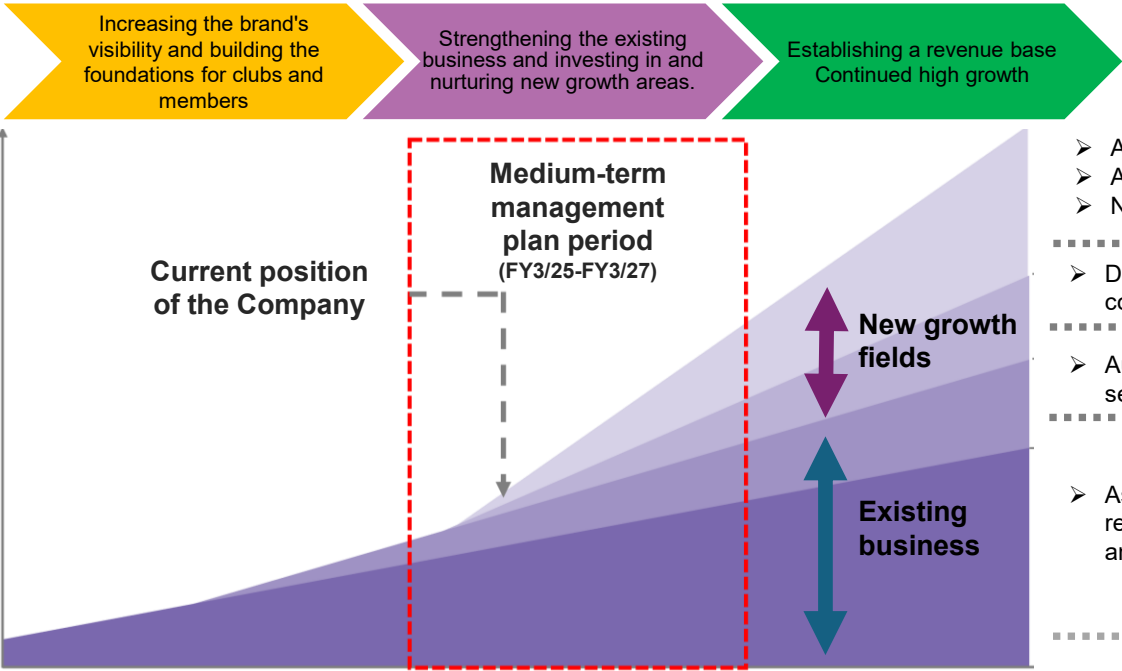 Increasing the brand's
visibility and building the
foundations for clubs and
members
Strengthening the existing
business and investing in and
nurturing new growth areas.
Establishing a revenue base
Continued high growth
Medium-term
management
plan period
(FY3/25-FY3/27)
Current position
of the Company
New growth
fields
Existing
business